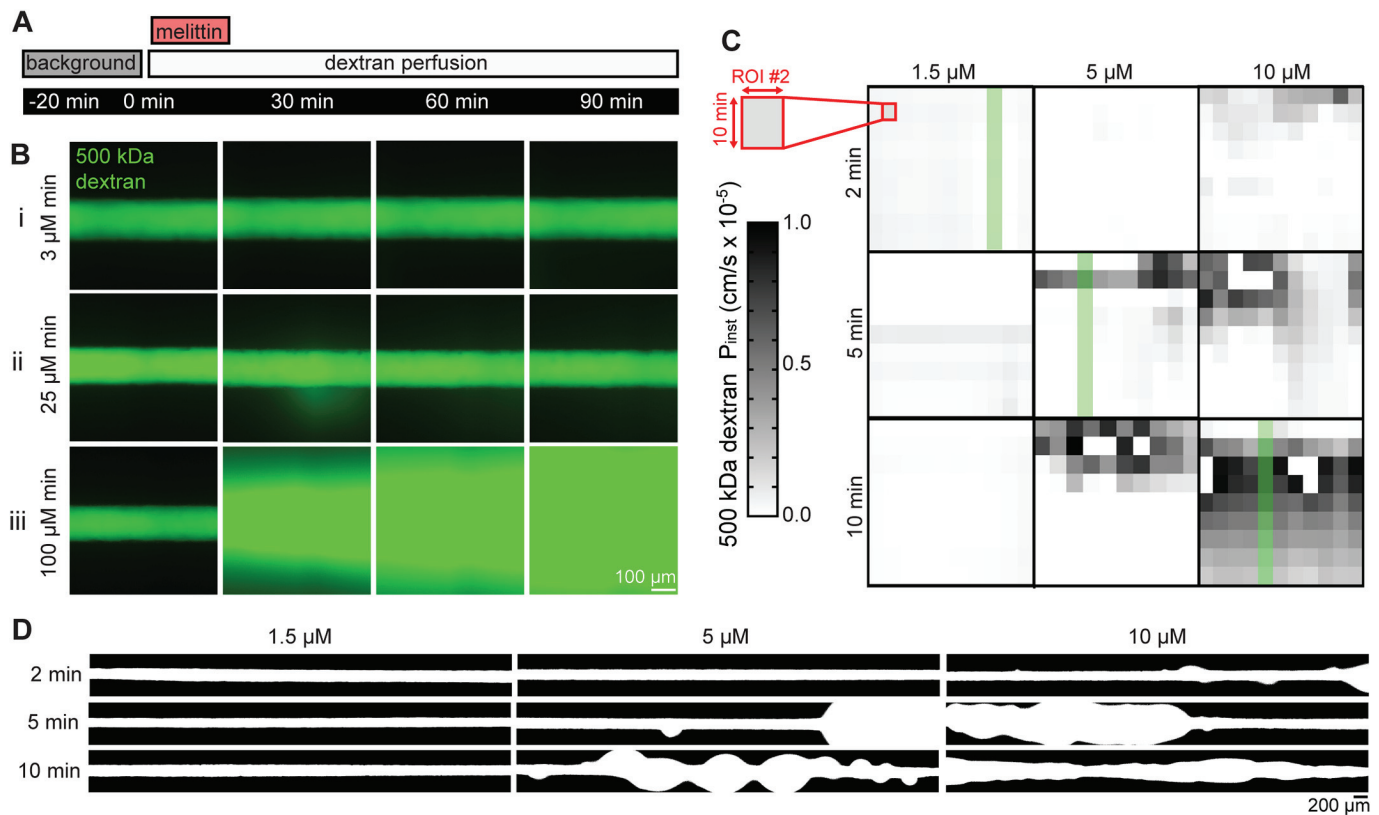 A
melittin
background
dextran perfusion
-20 min 0 min 30 min 60 min 90 min
B
500 kDa
dextran
i
3 µM min
ii
25 µM min
iii
100 µM min
100 µm
C
1.5 µM 5 µM 10 µM
ROI #2
10 min
2 min
5 min
10 min
500 kDa dextran Pinst (cm/s x 10-5)
1.0
0.5
0.0
D
1.5 µM 5 µM 10 µM
2 min
5 min
10 min
200 µm